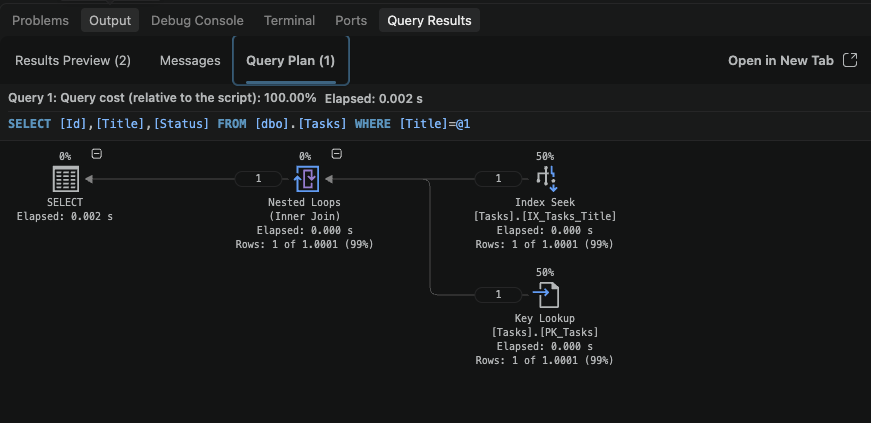 Problems Output Debug Console Terminal Ports Query Results
Results Preview (2) Messages Query Plan (1) Open in New Tab
Query 1: Query cost (relative to the script): 100.00% Elapsed: 0.002 s
SELECT [Id],[Title],[Status] FROM [dbo].[Tasks] WHERE [Title]=@1
0%
SELECT
Elapsed: 0.002 s
1
0%
Nested Loops
(Inner Join)
Elapsed: 0.000 s
Rows: 1 of 1.0001 (99%)
1
50%
Index Seek
[Tasks].[IX_Tasks_Title]
Elapsed: 0.000 s
Rows: 1 of 1.0001 (99%)
1
50%
Key Lookup
[Tasks].[PK_Tasks]
Elapsed: 0.000 s
Rows: 1 of 1.0001 (99%)